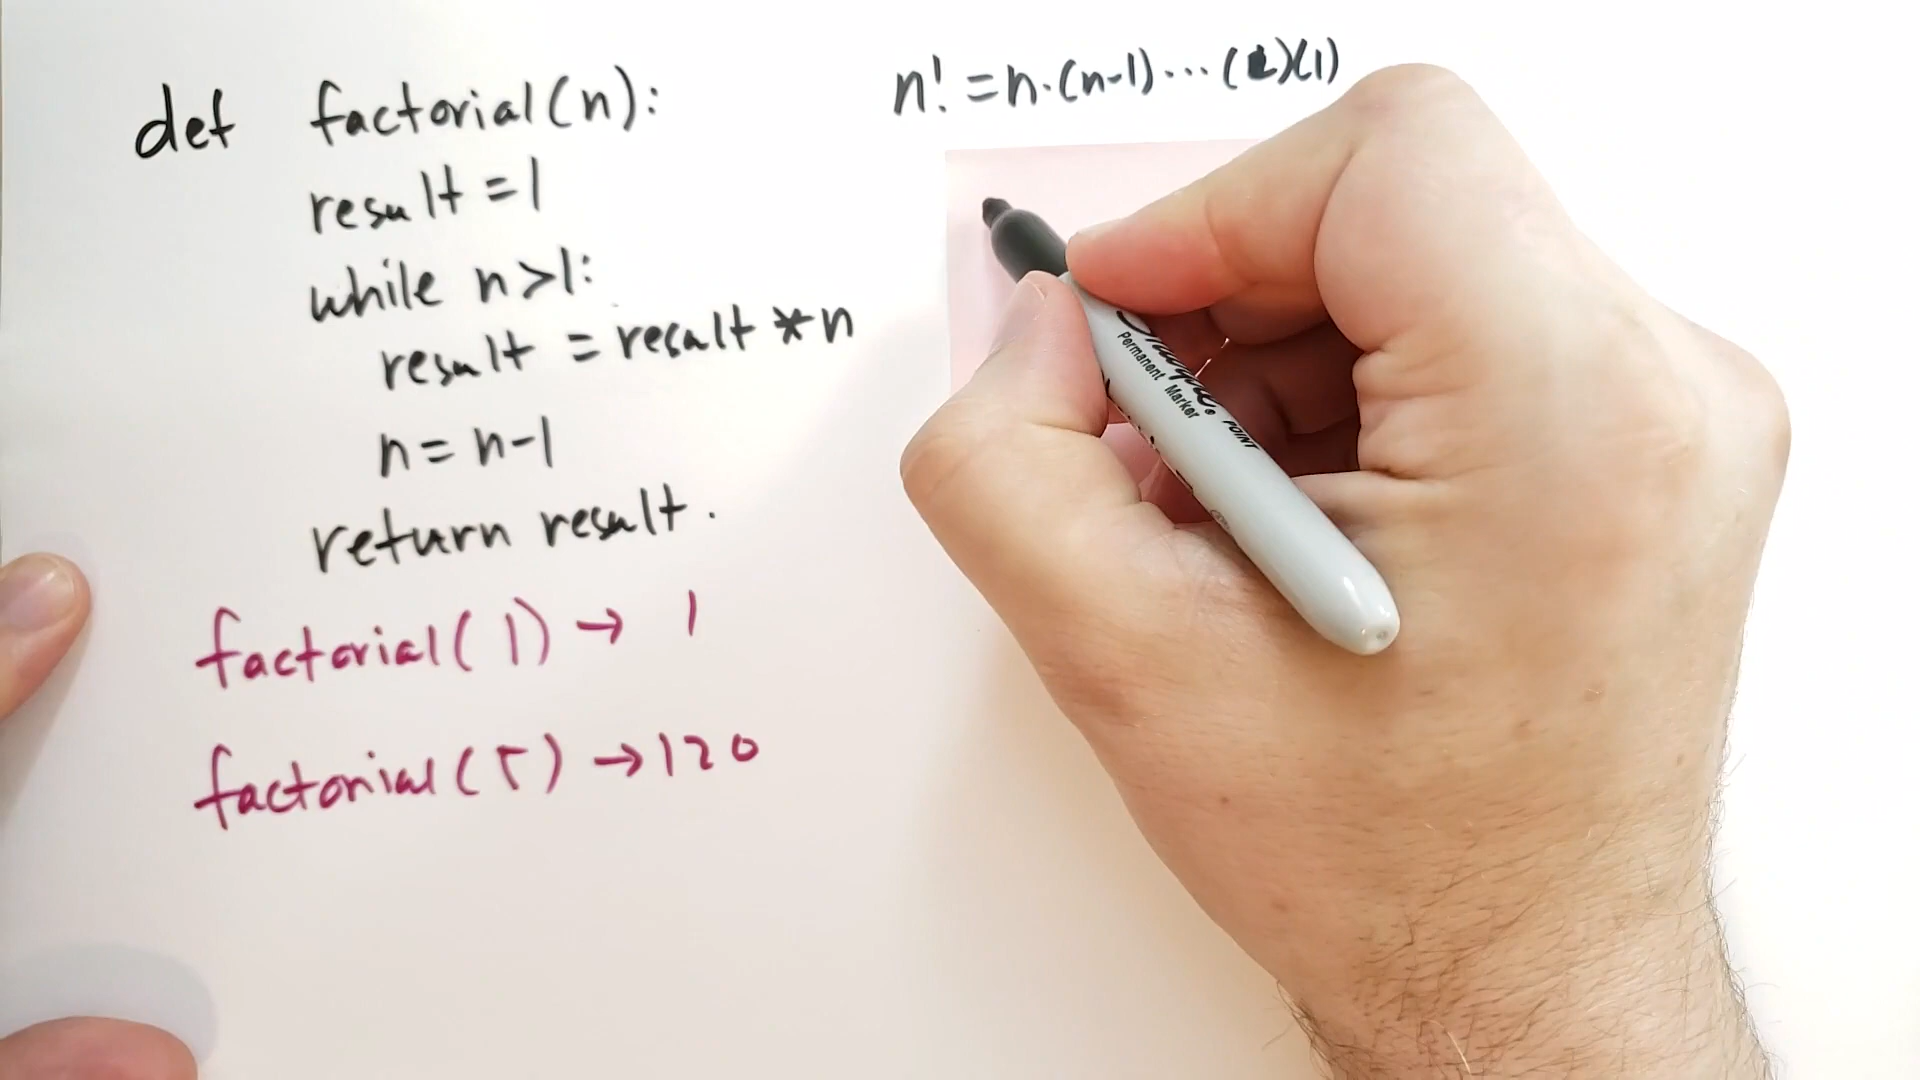 def factorial(n):
result = 1
while n>1:
result = result * n
n = n-1
return result.
factorial(1) → 1
factorial(5) → 120
n! = n·(n-1)···(2)(1)
Permanent Marker
POINT